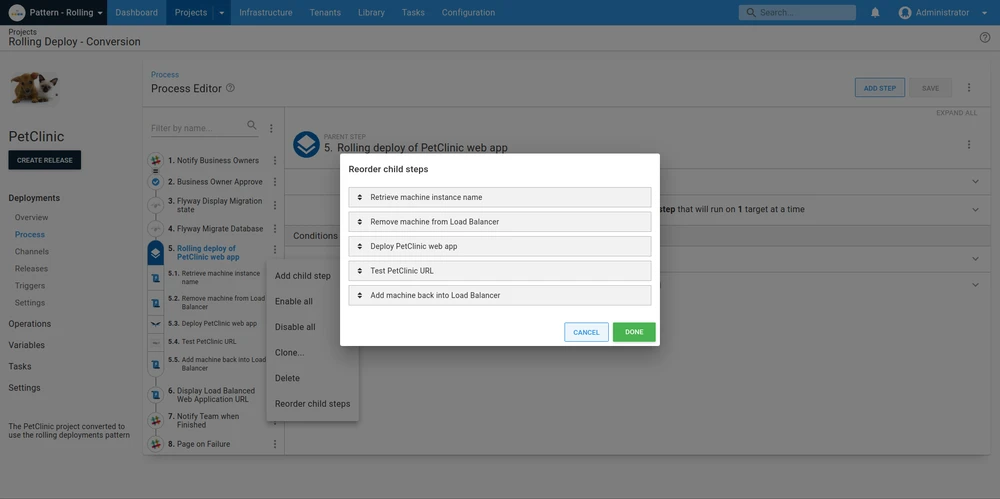 Pattern - Rolling
Dashboard
Projects
Infrastructure
Tenants
Library
Tasks
Configuration
Search...
Administrator
Projects
Rolling Deploy - Conversion
PetClinic
CREATE RELEASE
Deployments
Overview
Process
Channels
Releases
Triggers
Settings
Operations
Variables
Tasks
Settings
The PetClinic project converted to
use the rolling deployments pattern
Process
Process Editor
ADD STEP
SAVE
Filter by name...
1. Notify Business Owners
2. Business Owner Approve
3. Flyway Display Migration
state
4. Flyway Migrate Database
5. Rolling deploy of
PetClinic web app
5.1. Retrieve machine instance
name
5.2. Remove machine from Load
Balancer
5.3. Deploy PetClinic web app
5.4. Test PetClinic URL
5.5. Add machine back into Load
Balancer
6. Display Load Balanced
Web Application URL
7. Notify Team when
Finished
8. Page on Failure
Add child step
Enable all
Disable all
Clone...
Delete
Reorder child steps
EXPAND ALL
PARENT STEP
5. Rolling deploy of PetClinic web app
step that will run on 1 target at a time
Conditions
Reorder child steps
Retrieve machine instance name
Remove machine from Load Balancer
Deploy PetClinic web app
Test PetClinic URL
Add machine back into Load Balancer
CANCEL
DONE